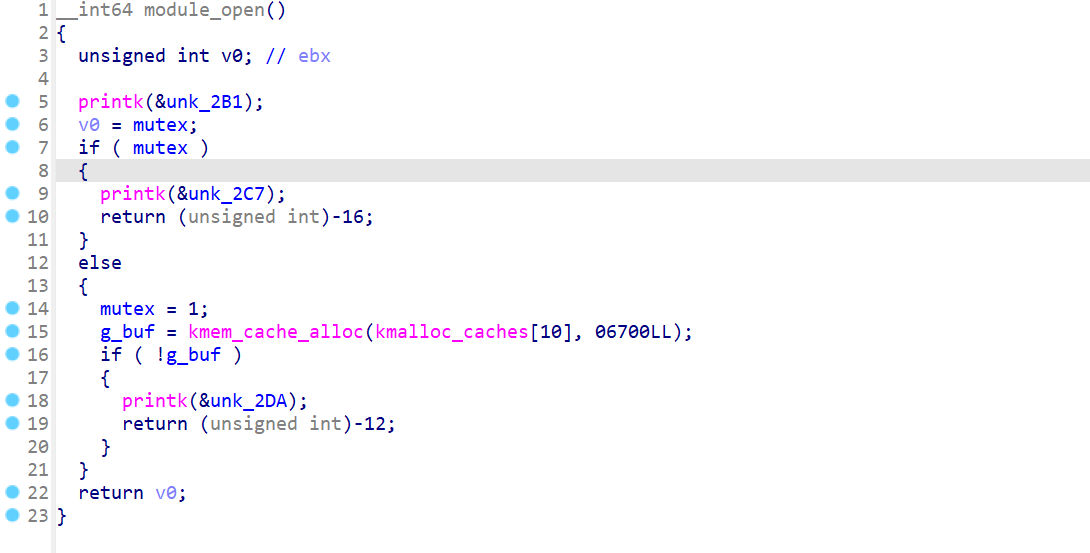 1 __int64 module_open()
2 {
3   unsigned int v0; // ebx
4
5   printk(&unk_2B1);
6   v0 = mutex;
7   if ( mutex )
8   {
9     printk(&unk_2C7);
10     return (unsigned int)-16;
11   }
12   else
13   {
14     mutex = 1;
15     g_buf = kmem_cache_alloc(kmalloc_caches[10], 06700LL);
16     if ( !g_buf )
17     {
18       printk(&unk_2DA);
19       return (unsigned int)-12;
20     }
21   }
22   return v0;
23 }